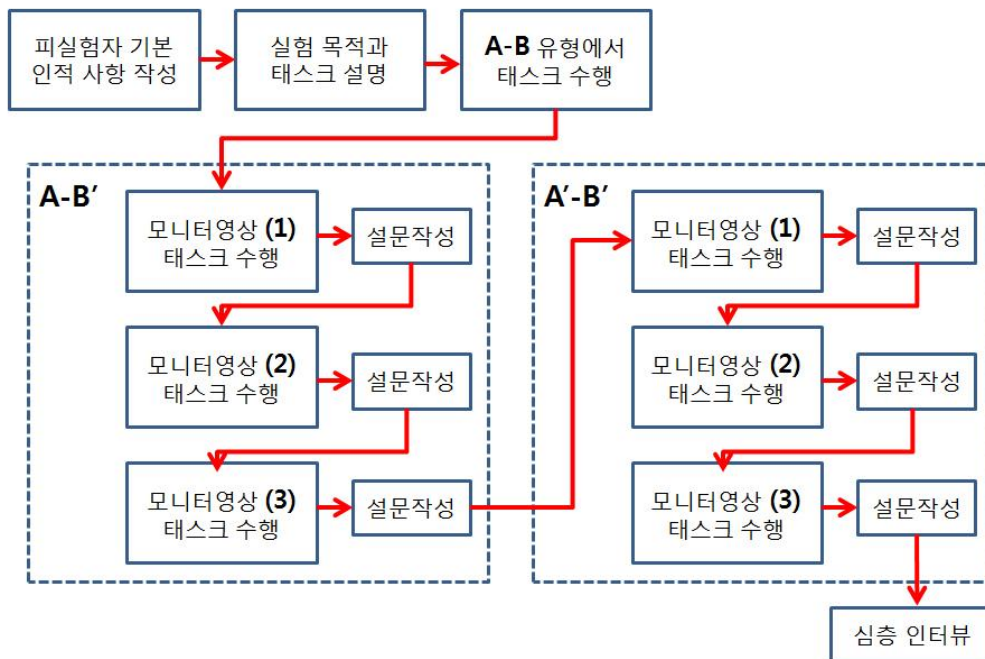 피실험자 기본
인적 사항 작성
실험 목적과
태스크 설명
A-B 유형에서
태스크 수행
A-B’
모니터영상 (1)
태스크 수행
설문작성
모니터영상 (2)
태스크 수행
설문작성
모니터영상 (3)
태스크 수행
설문작성
A’-B’
모니터영상 (1)
태스크 수행
설문작성
모니터영상 (2)
태스크 수행
설문작성
모니터영상 (3)
태스크 수행
설문작성
심층 인터뷰